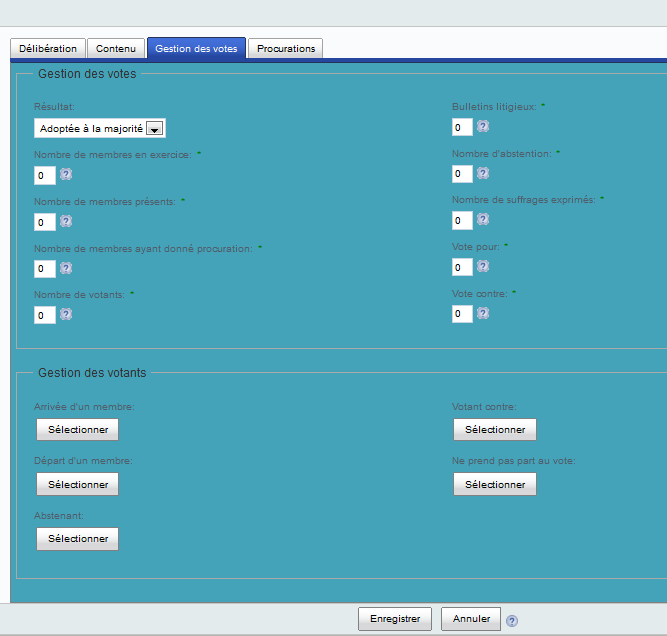 Délibération Contenu Gestion des votes Procurations
Gestion des votes
Résultat:
Adoptée à la majorité
Nombre de membres en exercice: *
0 ?
Nombre de membres présents: *
0 ?
Nombre de membres ayant donné procuration: *
0 ?
Nombre de votants: *
0 ?
Bulletins litigieux: *
0 ?
Nombre d'abstention: *
0 ?
Nombre de suffrages exprimés: *
0 ?
Vote pour: *
0 ?
Vote contre: *
0 ?
Gestion des votants
Arrivée d'un membre:
Sélectionner
Départ d'un membre:
Sélectionner
Abstenant:
Sélectionner
Votant contre:
Sélectionner
Ne prend pas part au vote:
Sélectionner
Enregistrer Annuler ?